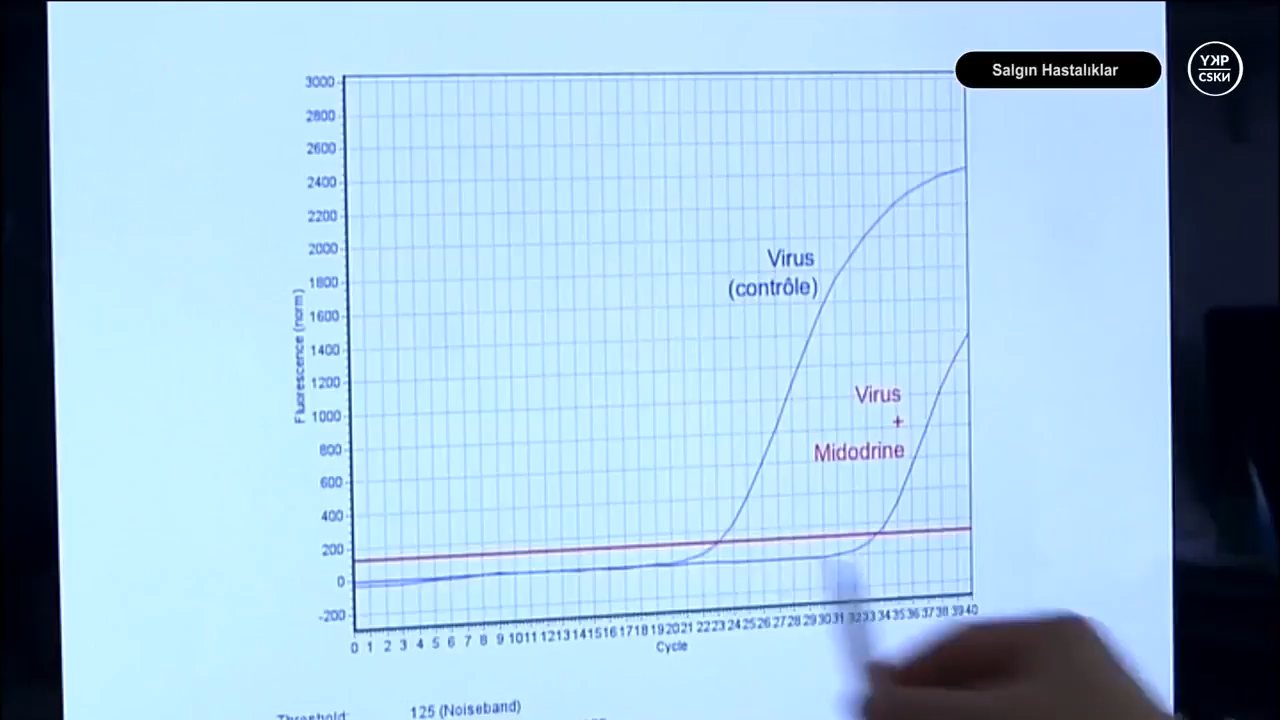 Salgın Hastalıklar
УКР
CSKИ
3000
2800
2600
2400
2200
2000
1800
1600
1400
1200
1000
800
600
400
200
0
-200
Fluorescence (norm)
Virus
(contrôle)
Virus
+
Midodrine
0 1 2 3 4 5 6 7 8 9 10 11 12 13 14 15 16 17 18 19 20 21 22 23 24 25 26 27 28 29 30 31 32 33 34 35 36 37 38 39 40
Cycle
Threshold: 125 (Noiseband)